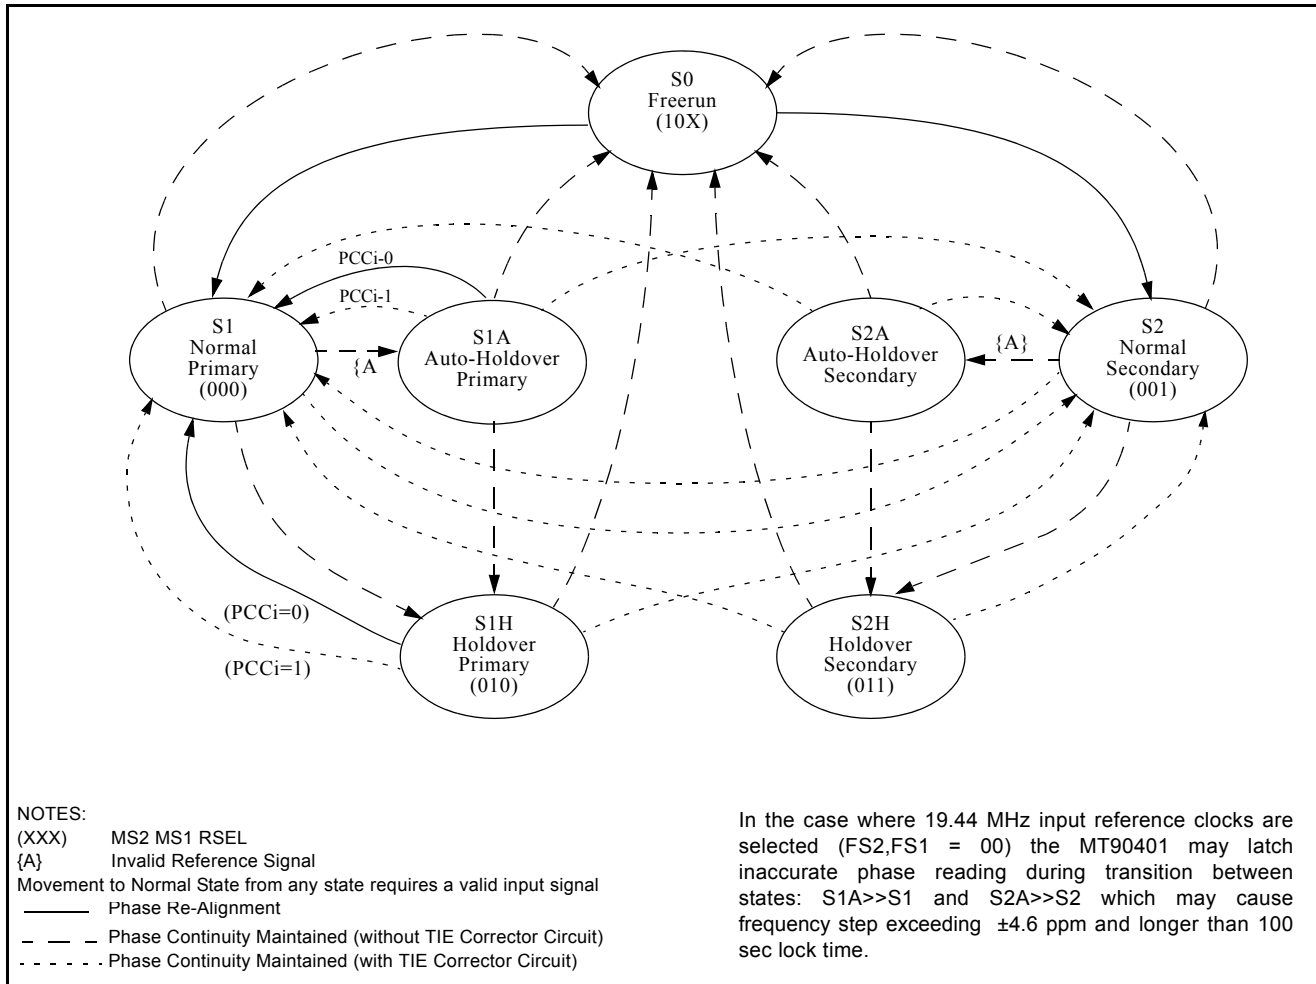 S0
Freerun
(10X)
PCCi-0
PCCi-1
S1
Normal
Primary
(000)
{A
S1A
Auto-Holdover
Primary
S2A
Auto-Holdover
Secondary
{A}
S2
Normal
Secondary
(001)
(PCCi=0)
(PCCi=1)
S1H
Holdover
Primary
(010)
S2H
Holdover
Secondary
(011)
NOTES:
(XXX) MS2 MS1 RSEL
{A} Invalid Reference Signal
Movement to Normal State from any state requires a valid input signal
Phase Re-Alignment
Phase Continuity Maintained (without TIE Corrector Circuit)
Phase Continuity Maintained (with TIE Corrector Circuit)
In the case where 19.44 MHz input reference clocks are
selected (FS2,FS1 = 00) the MT90401 may latch
inaccurate phase reading during transition between
states: S1A>>S1 and S2A>>S2 which may cause
frequency step exceeding ±4.6 ppm and longer than 100
sec lock time.